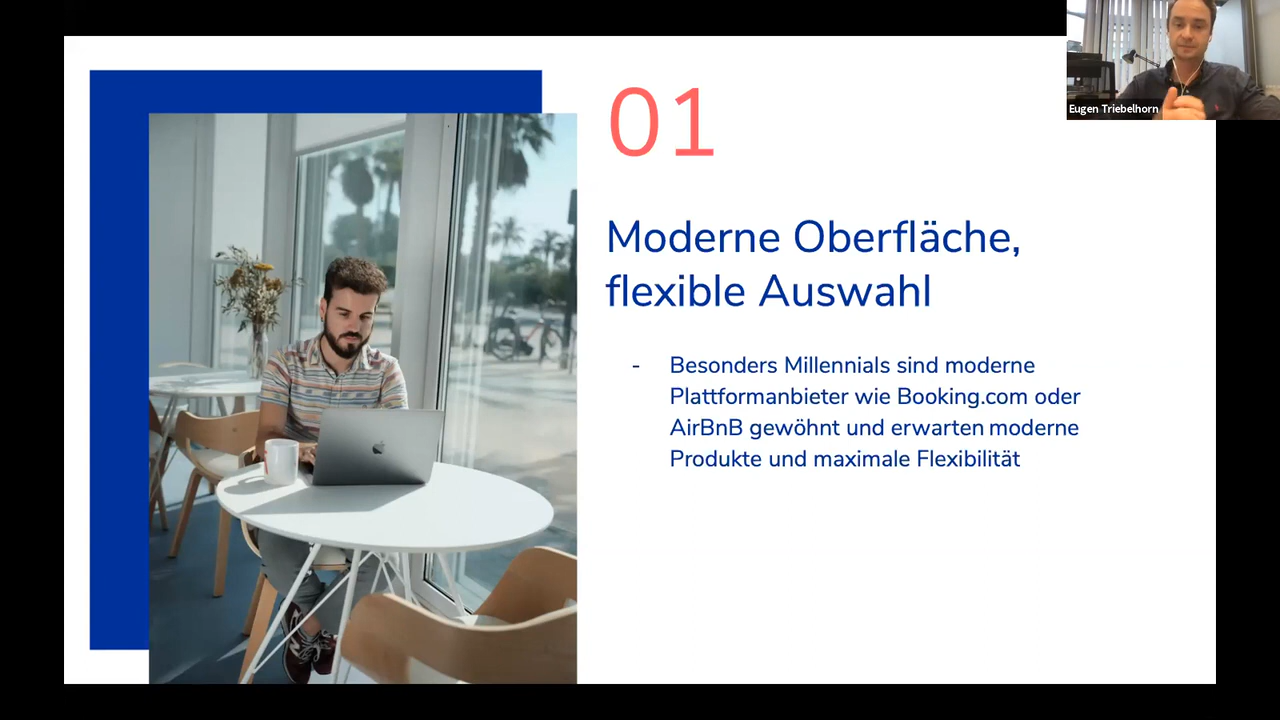 Eugen Triebelhorn
01
Moderne Oberfläche,
flexible Auswahl
- Besonders Millennials sind moderne
Plattformanbieter wie Booking.com oder
AirBnB gewöhnt und erwarten moderne
Produkte und maximale Flexibilität